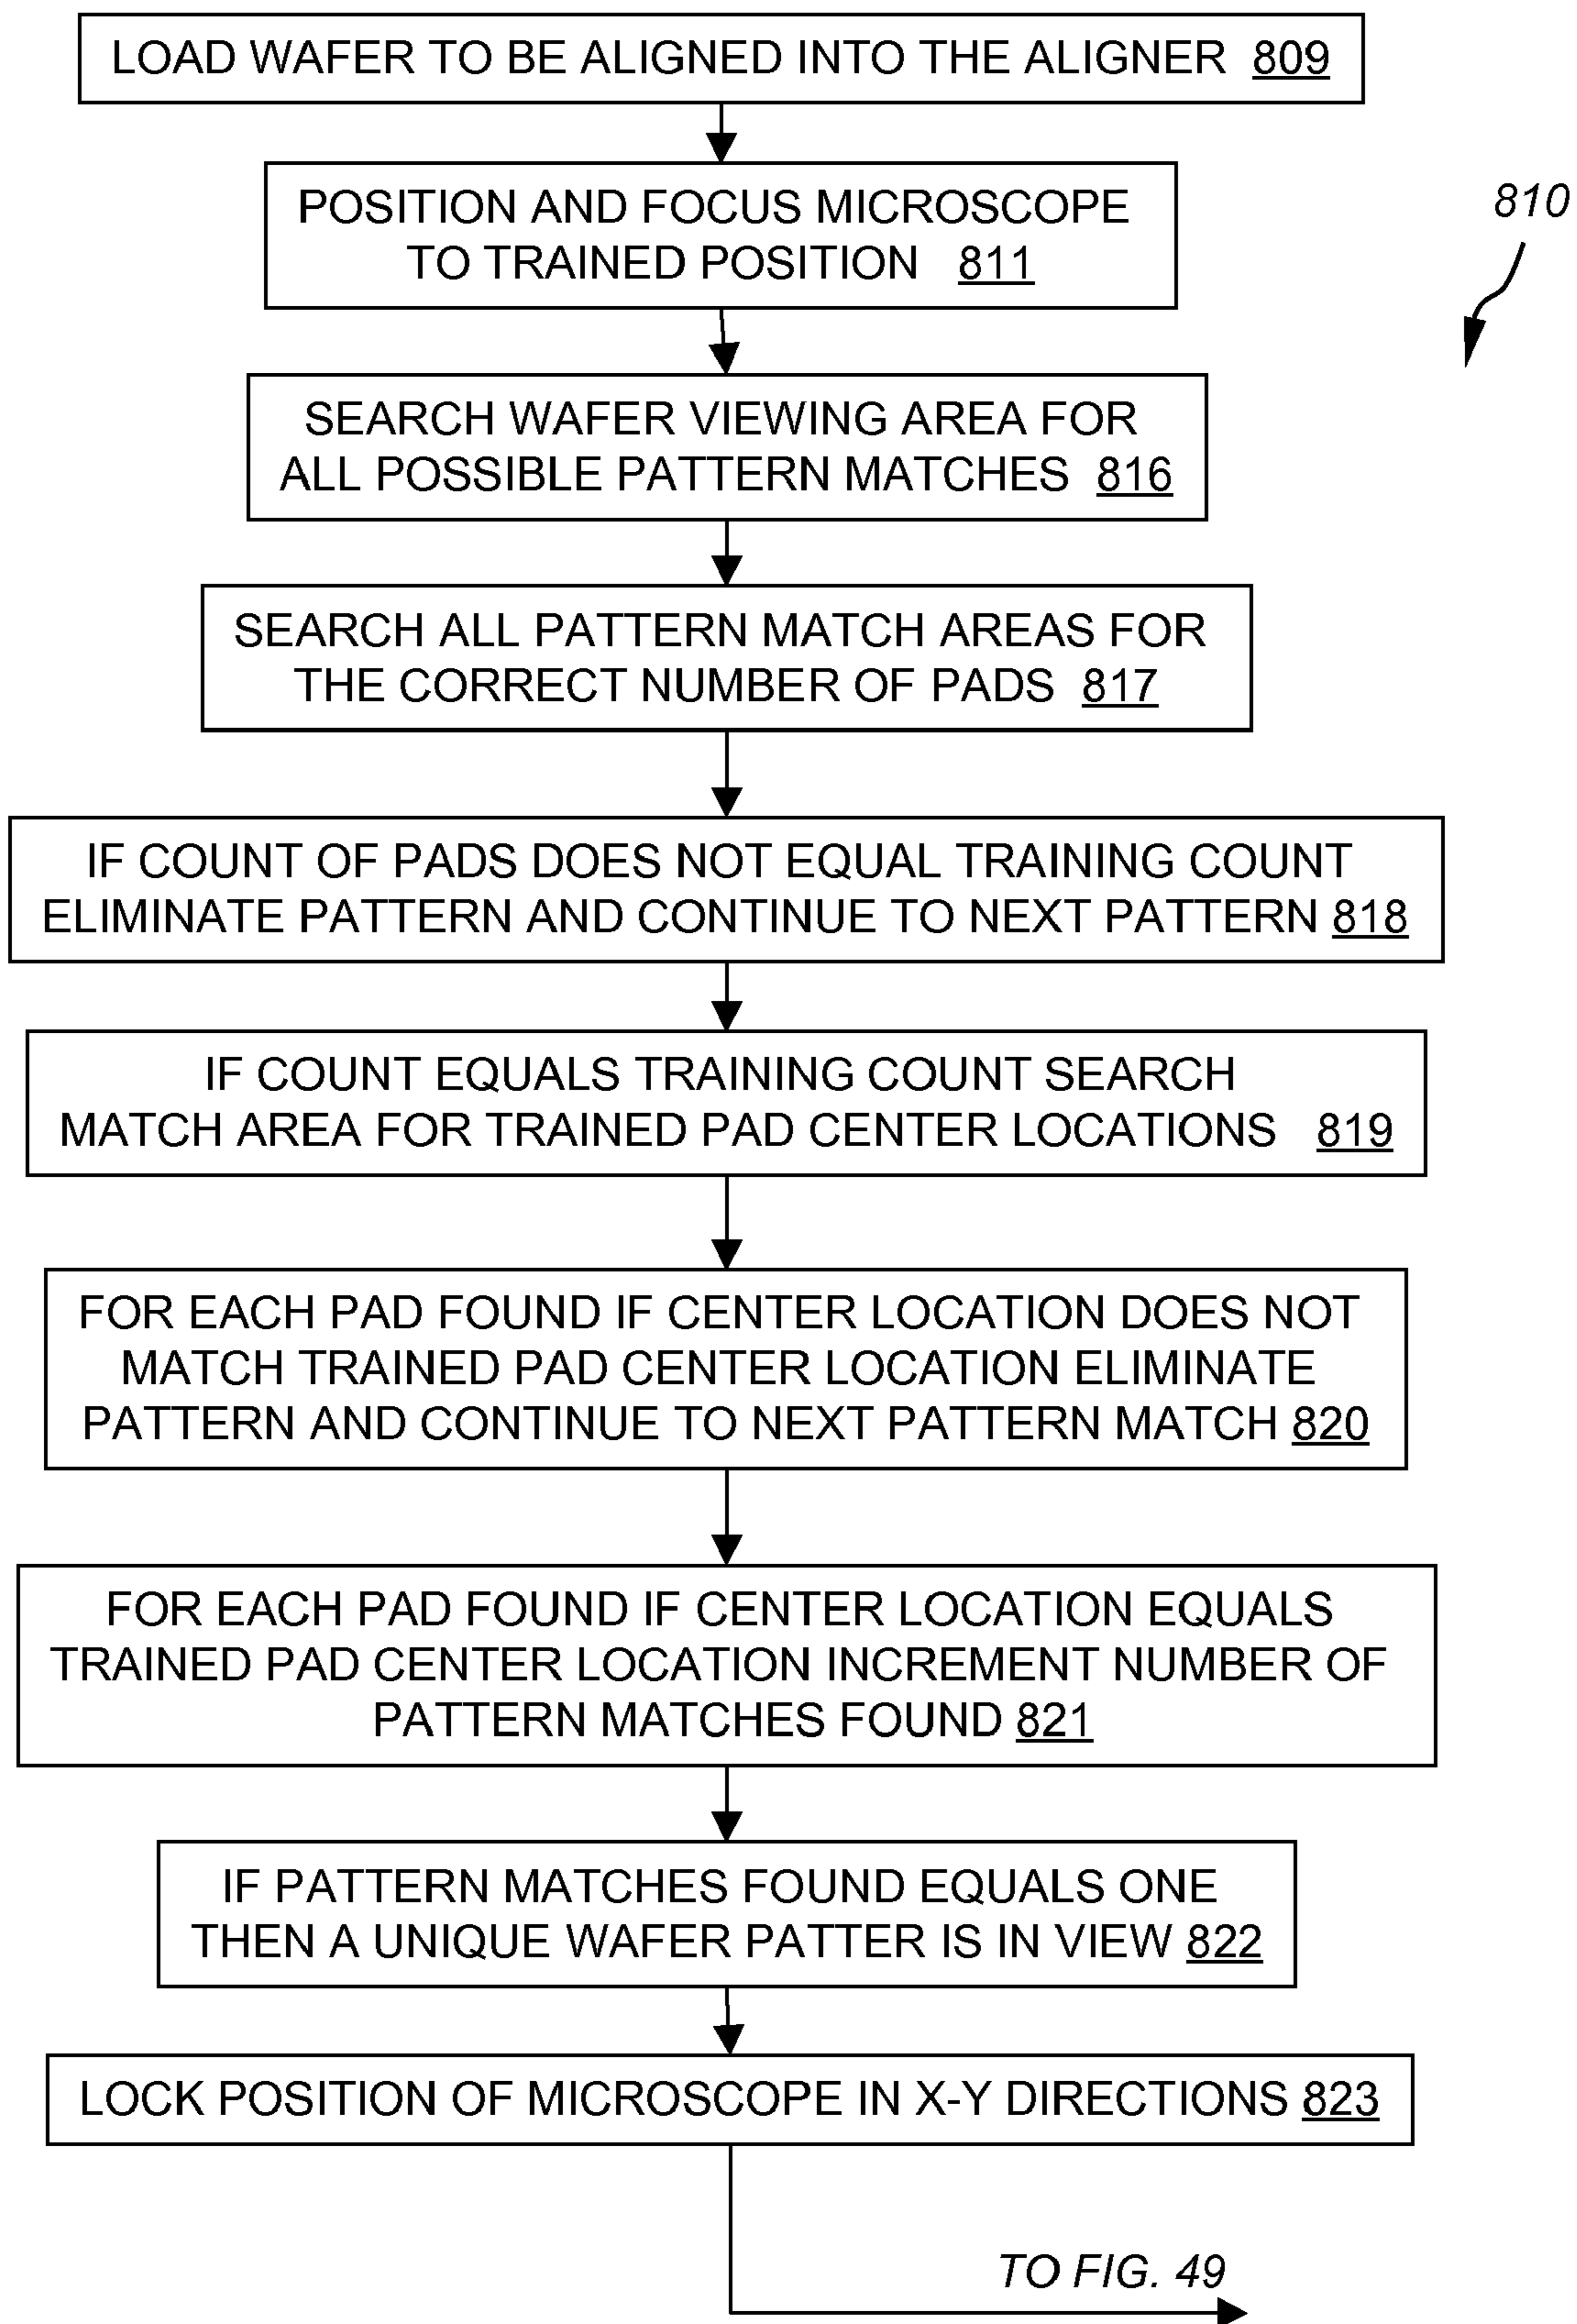 LOAD WAFER TO BE ALIGNED INTO THE ALIGNER 809
810
POSITION AND FOCUS MICROSCOPE
TO TRAINED POSITION 811
SEARCH WAFER VIEWING AREA FOR
ALL POSSIBLE PATTERN MATCHES 816
SEARCH ALL PATTERN MATCH AREAS FOR
THE CORRECT NUMBER OF PADS 817
IF COUNT OF PADS DOES NOT EQUAL TRAINING COUNT
ELIMINATE PATTERN AND CONTINUE TO NEXT PATTERN 818
IF COUNT EQUALS TRAINING COUNT SEARCH
MATCH AREA FOR TRAINED PAD CENTER LOCATIONS 819
FOR EACH PAD FOUND IF CENTER LOCATION DOES NOT
MATCH TRAINED PAD CENTER LOCATION ELIMINATE
PATTERN AND CONTINUE TO NEXT PATTERN MATCH 820
FOR EACH PAD FOUND IF CENTER LOCATION EQUALS
TRAINED PAD CENTER LOCATION INCREMENT NUMBER OF
PATTERN MATCHES FOUND 821
IF PATTERN MATCHES FOUND EQUALS ONE
THEN A UNIQUE WAFER PATTER IS IN VIEW 822
LOCK POSITION OF MICROSCOPE IN X-Y DIRECTIONS 823
TO FIG. 49